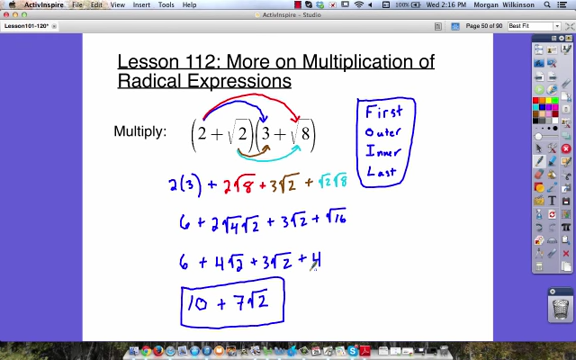 ActivInspire File Edit View Insert Tools Help 100% Wed 2:16 PM Morgan Wilkinson
ActivInspire – Studio
Lesson101-120* Page 50 of 90 Best Fit
Lesson 112: More on Multiplication of
Radical Expressions
Multiply: (2 + √2)(3 + √8)
First
Outer
Inner
Last
2(3) + 2√8 + 3√2 + √2√8
6 + 2√4√2 + 3√2 + √16
6 + 4√2 + 3√2 + 4
10 + 7√2